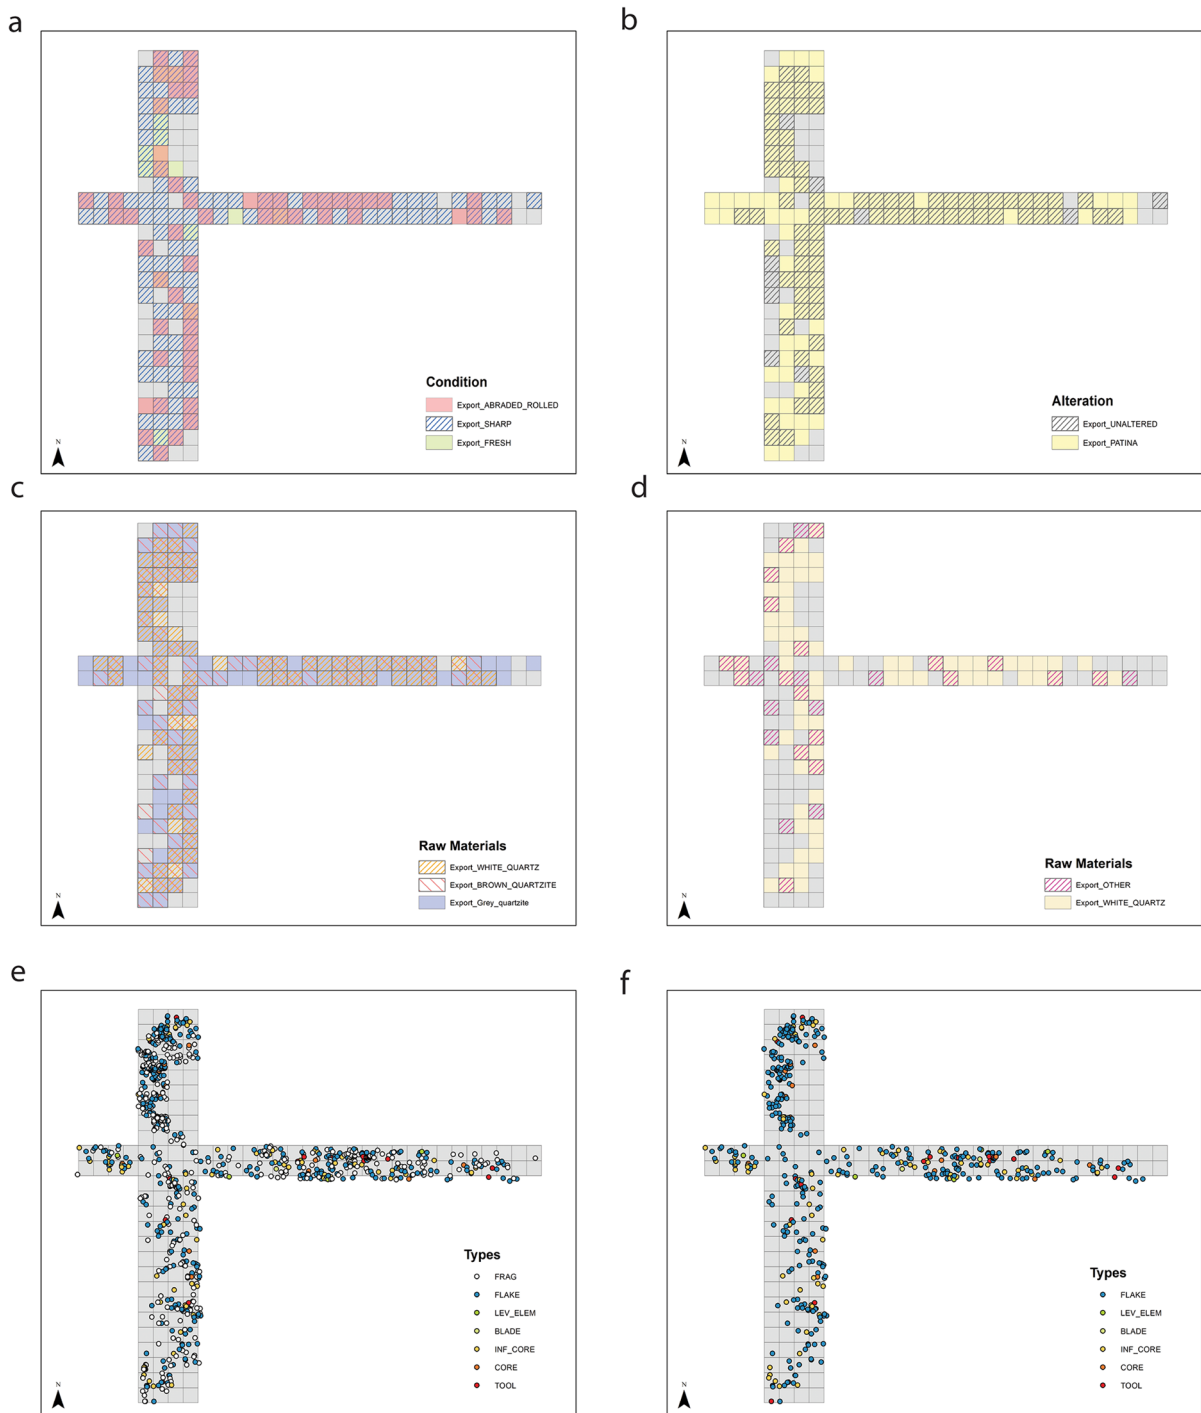 a
Condition
Export_ABRADED_ROLLED
Export_SHARP
Export_FRESH
N
b
Alteration
Export_UNALTERED
Export_PATINA
N
c
Raw Materials
Export_WHITE_QUARTZ
Export_BROWN_QUARTZITE
Export_Grey_quartzite
N
d
Raw Materials
Export_OTHER
Export_WHITE_QUARTZ
N
e
Types
FRAG
FLAKE
LEV_ELEM
BLADE
INF_CORE
CORE
TOOL
N
f
Types
FLAKE
LEV_ELEM
BLADE
INF_CORE
CORE
TOOL
N